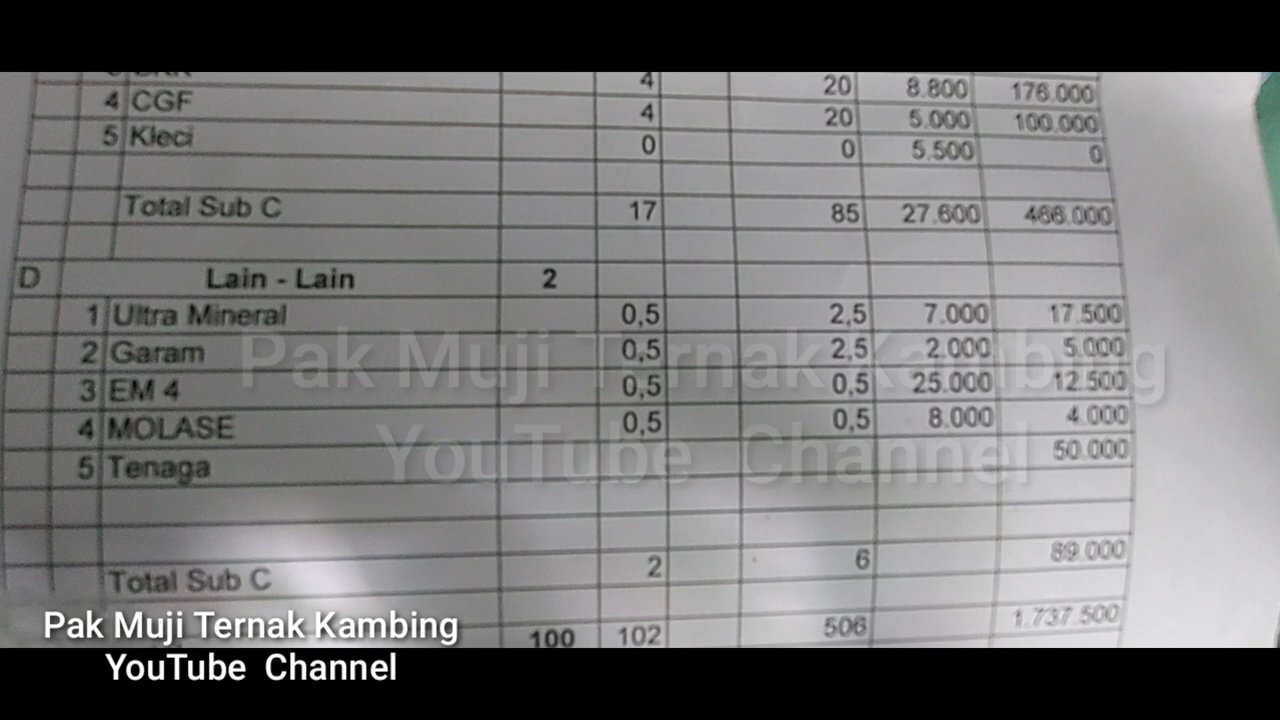 4 20 8.800 176.000
4 CGF 4 20 5.000 100.000
5 Kleci 0 0 5.500 0
Total Sub C 17 85 27.600 466.000
D Lain - Lain 2
1 Ultra Mineral 0,5 2,5 7.000 17.500
2 Garam 0,5 2,5 2.000 5.000
3 EM 4 0,5 0,5 25.000 12.500
4 MOLASE 0,5 0,5 8.000 4.000
5 Tenaga 50.000
Total Sub C 2 6 89.000
100 102 506 1.737.500
Pak Muji Ternak Kambing
YouTube Channel
Pak Muji Ternak Kambing
YouTube Channel